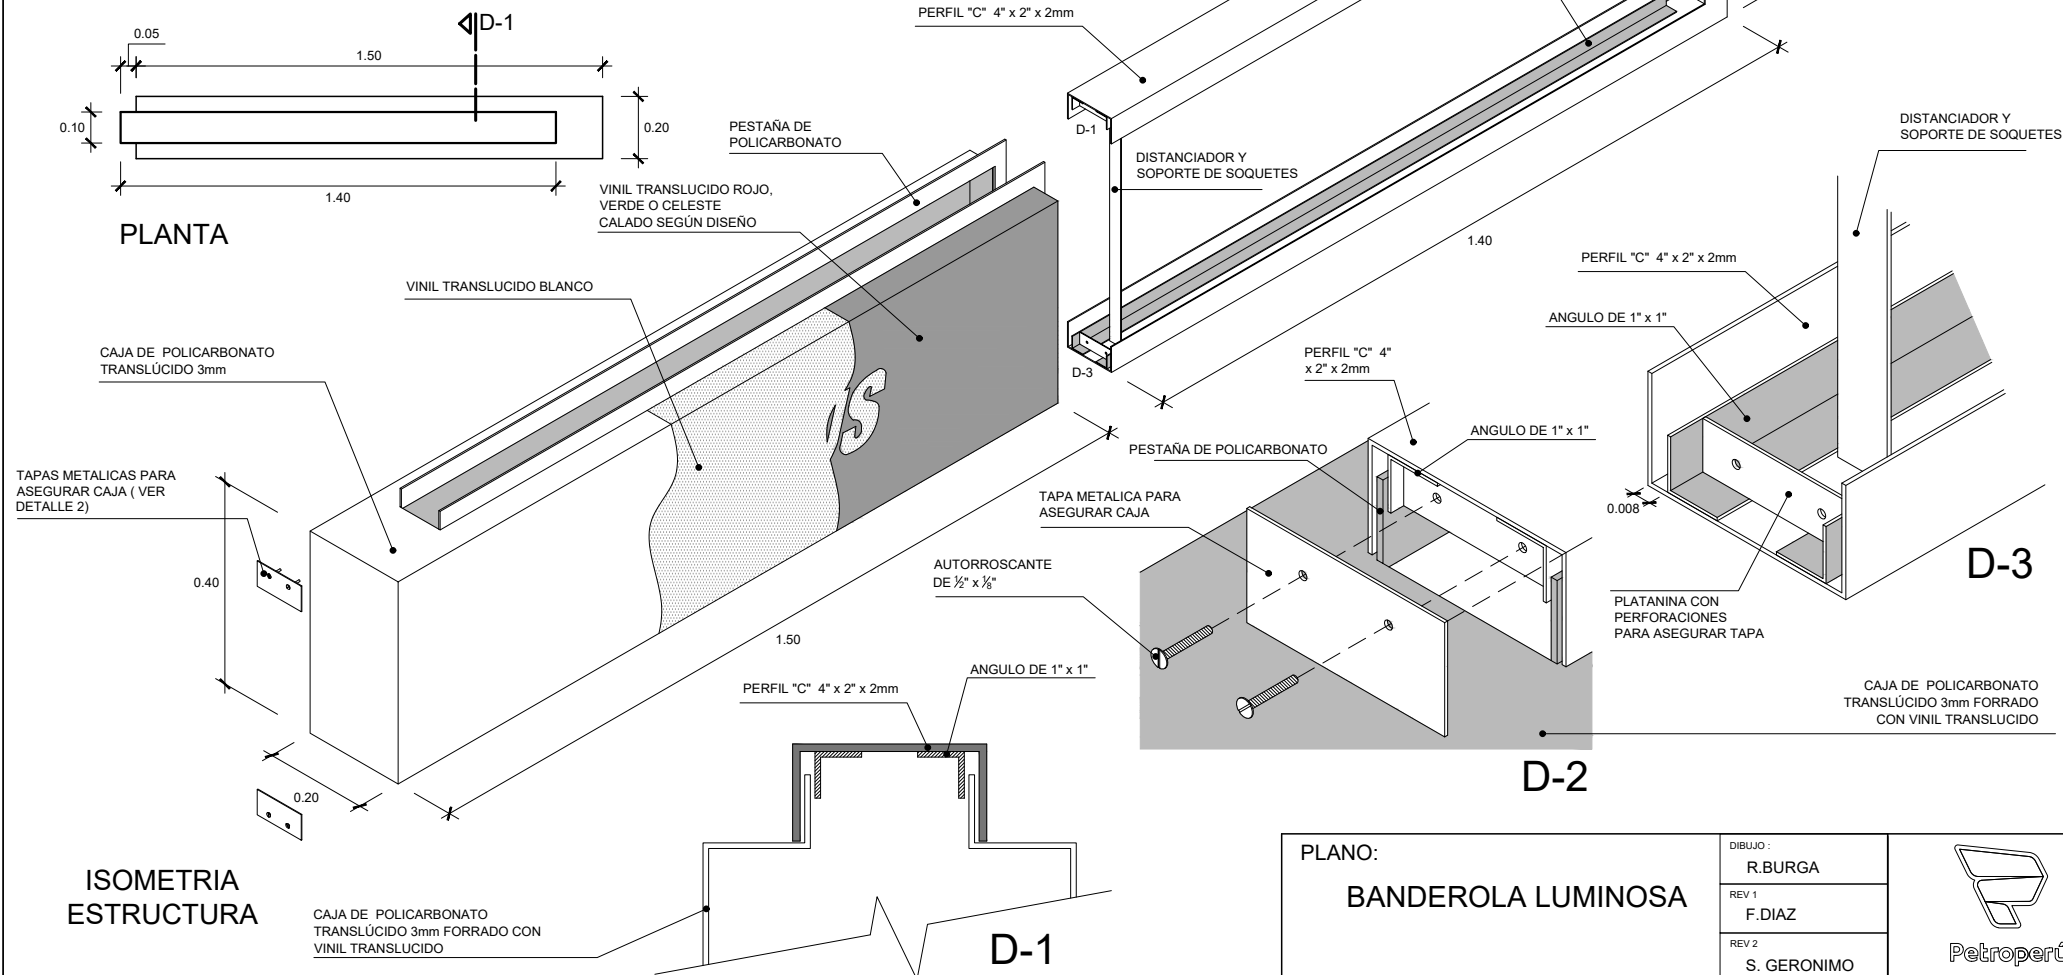 D-1
0.05
1.50
0.10
0.20
1.40
PLANTA
PERFIL "C" 4" x 2" x 2mm
D-1
DISTANCIADOR Y
SOPORTE DE SOQUETES
1.40
D-3
PESTAÑA DE
POLICARBONATO
VINIL TRANSLUCIDO ROJO,
VERDE O CELESTE
CALADO SEGÚN DISEÑO
VINIL TRANSLUCIDO BLANCO
CAJA DE POLICARBONATO
TRANSLÚCIDO 3mm
TAPAS METALICAS PARA
ASEGURAR CAJA ( VER
DETALLE 2)
0.40
0.20
1.50
S
ISOMETRIA
ESTRUCTURA
PERFIL "C" 4" x 2" x 2mm
ANGULO DE 1" x 1"
CAJA DE POLICARBONATO
TRANSLÚCIDO 3mm FORRADO CON
VINIL TRANSLUCIDO
D-1
PERFIL "C" 4"
x 2" x 2mm
ANGULO DE 1" x 1"
PESTAÑA DE POLICARBONATO
TAPA METALICA PARA
ASEGURAR CAJA
AUTORROSCANTE
DE ½" x ⅛"
D-2
DISTANCIADOR Y
SOPORTE DE SOQUETES
PERFIL "C" 4" x 2" x 2mm
ANGULO DE 1" x 1"
0.008
D-3
PLATANINA CON
PERFORACIONES
PARA ASEGURAR TAPA
CAJA DE POLICARBONATO
TRANSLÚCIDO 3mm FORRADO
CON VINIL TRANSLUCIDO
PLANO:
BANDEROLA LUMINOSA
DIBUJO :
R.BURGA
REV 1
F.DIAZ
REV 2
S. GERONIMO
Petroperú